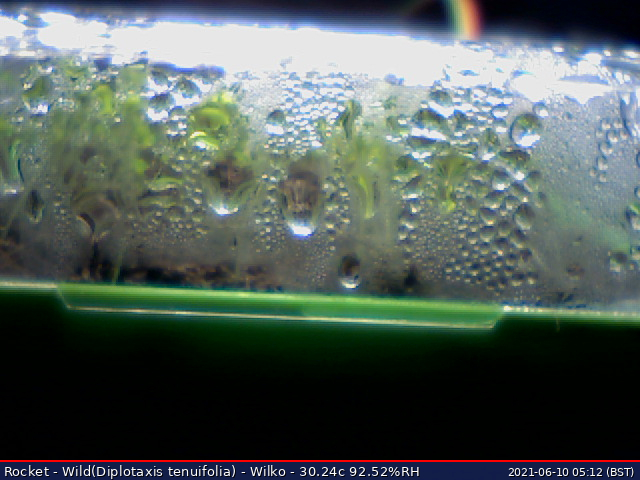 Rocket - Wild(Diplotaxis tenuifolia) - Wilko - 30.24c 92.52%RH
2021-06-10 05:12 (BST)